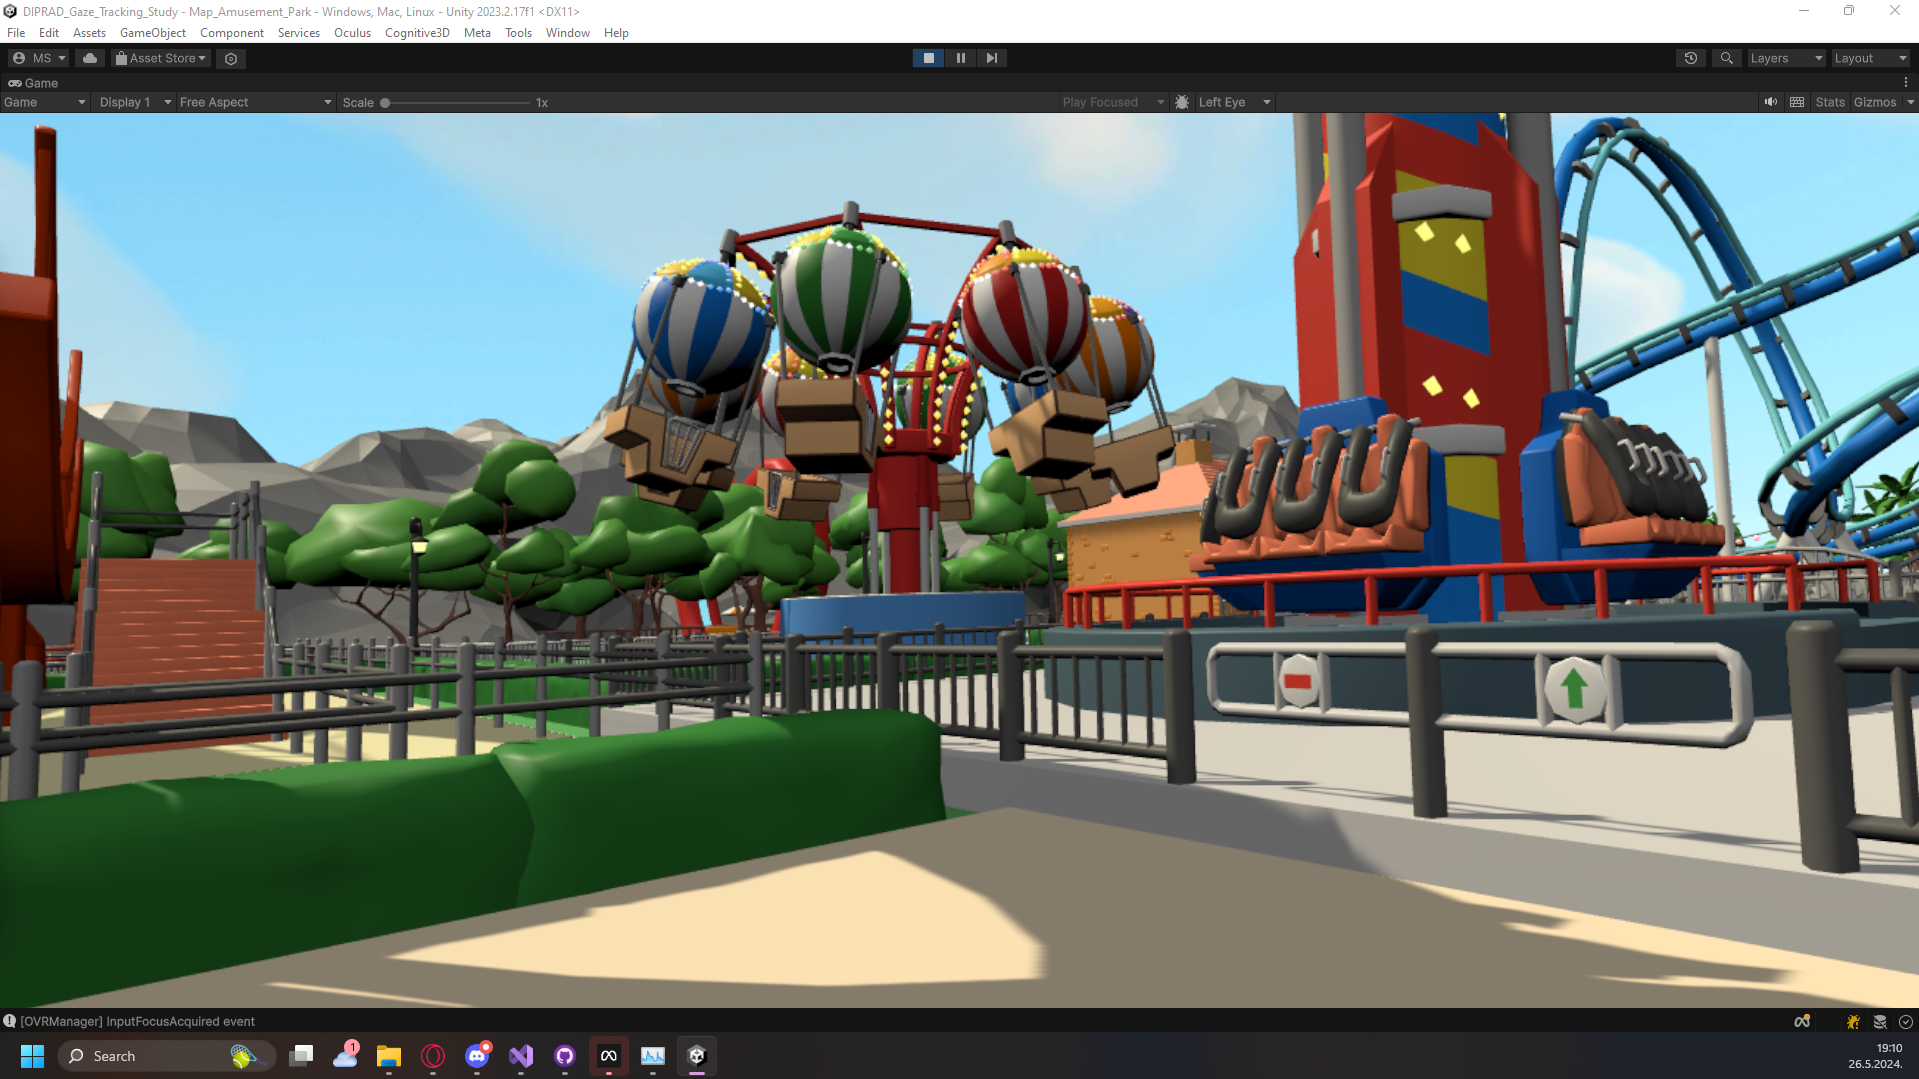 DIPRAD_Gaze_Tracking_Study - Map_Amusement_Park - Windows, Mac, Linux - Unity 2023.2.17f1 <DX11>
File Edit Assets GameObject Component Services Oculus Cognitive3D Meta Tools Window Help
MS Asset Store Layers Layout
Game
Game Display 1 Free Aspect Scale 1x Play Focused Left Eye Stats Gizmos
[OVRManager] InputFocusAcquired event
Search 1 19:10
26.5.2024.